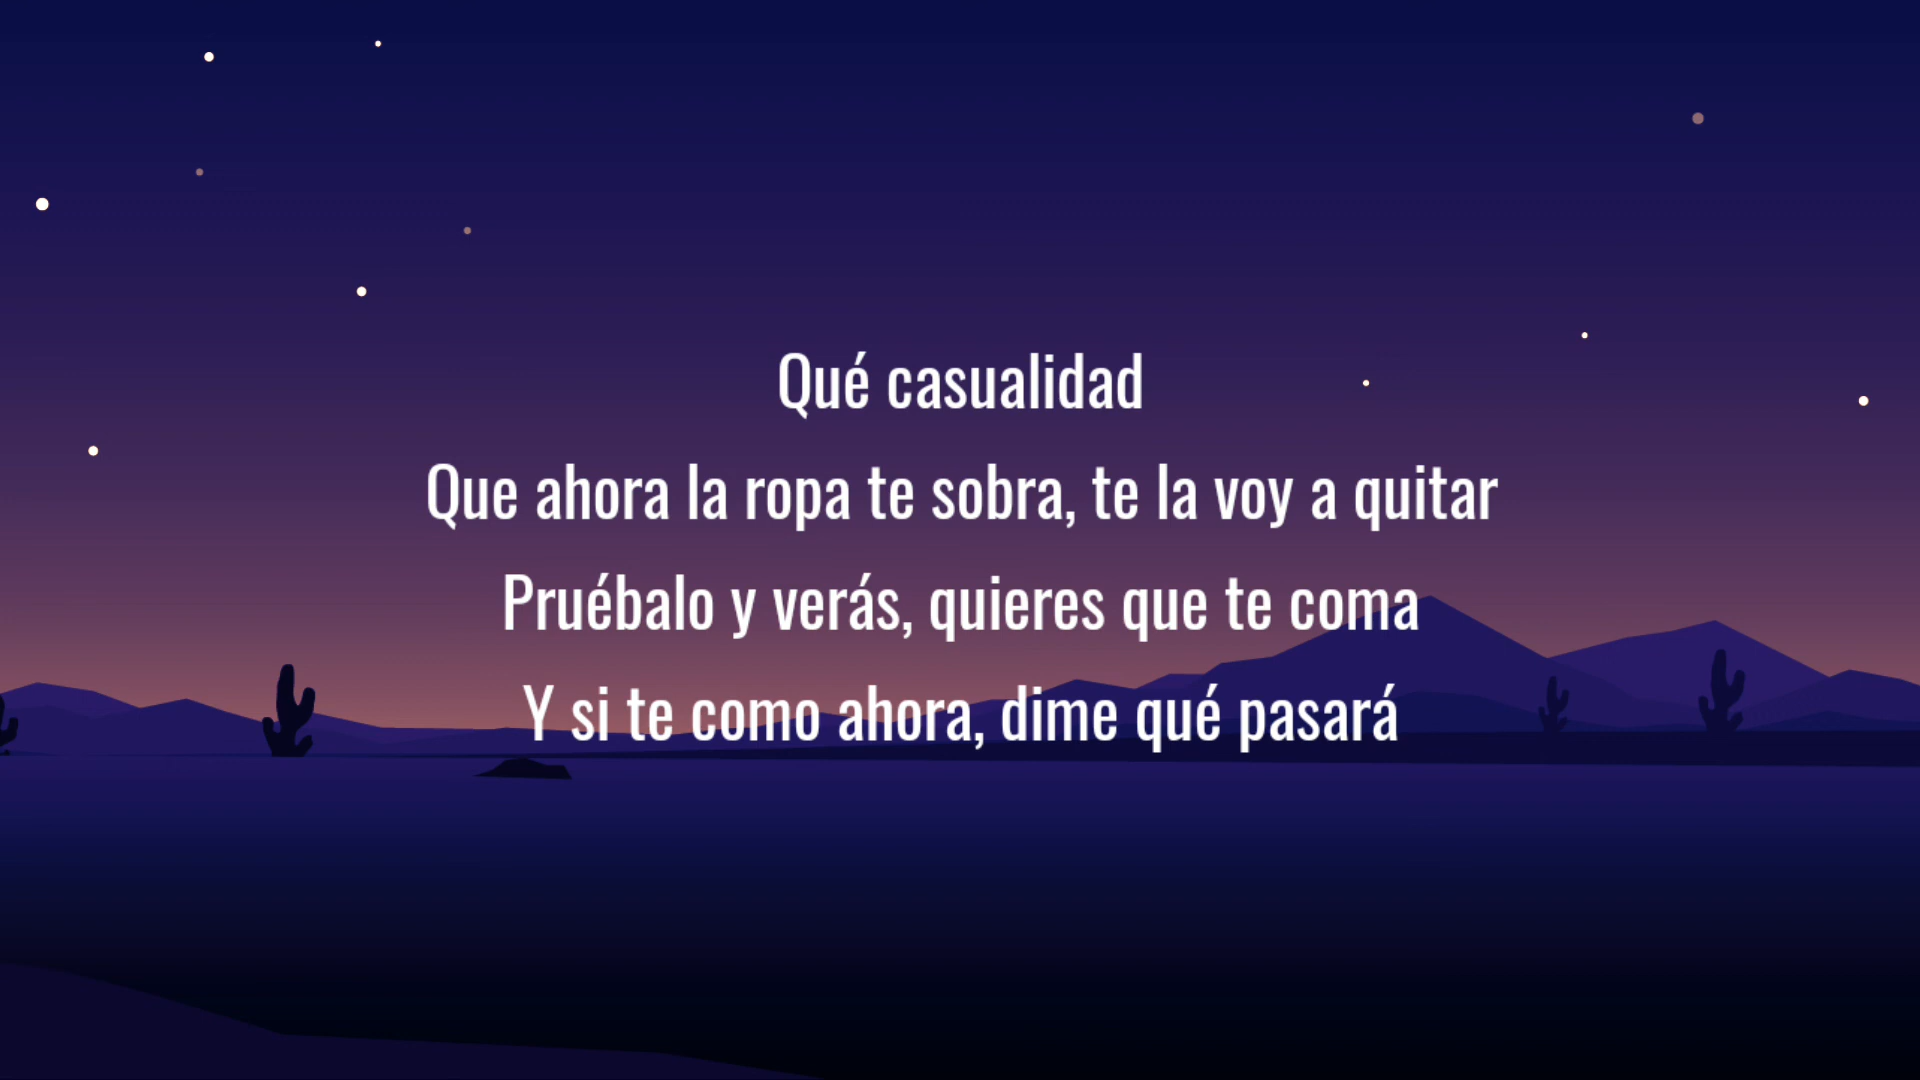 Qué casualidad
Que ahora la ropa te sobra, te la voy a quitar
Pruébalo y verás, quieres que te coma
Y si te como ahora, dime qué pasará